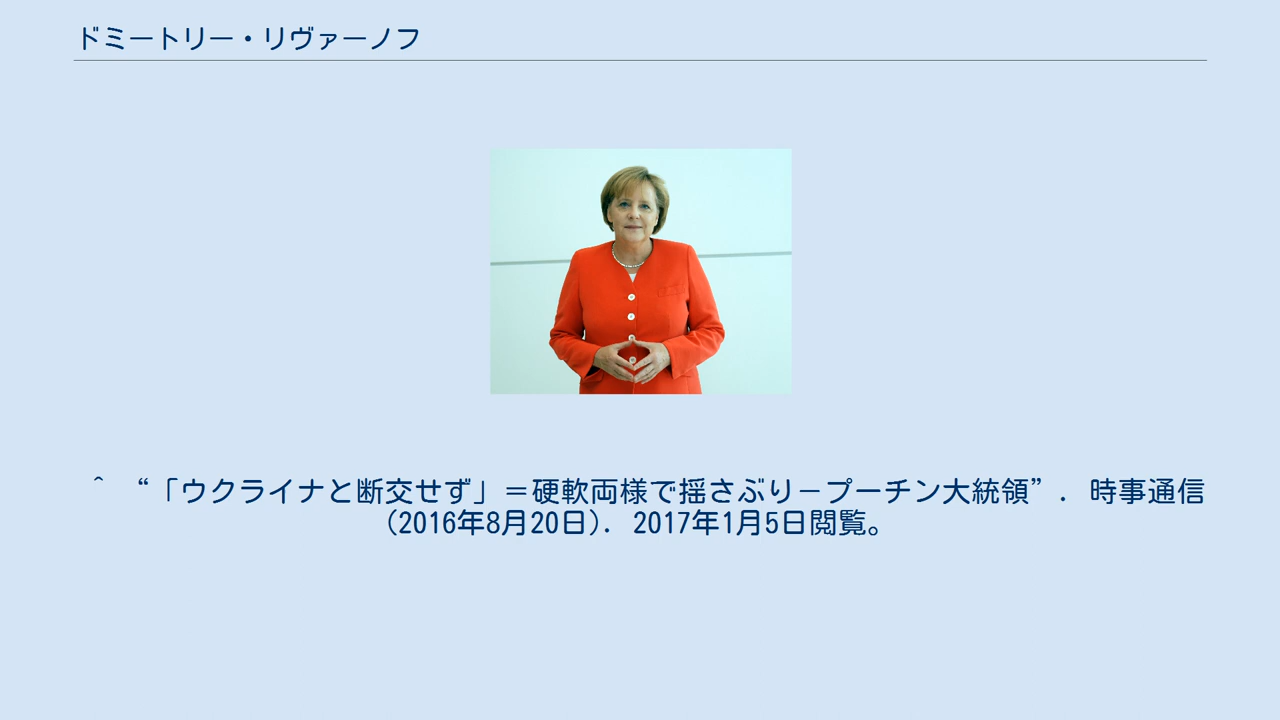 ドミートリー・リヴァーノフ
^ “「ウクライナと断交せず」＝硬軟両様で揺さぶり－プーチン大統領”. 時事通信
(2016年8月20日). 2017年1月5日閲覧。